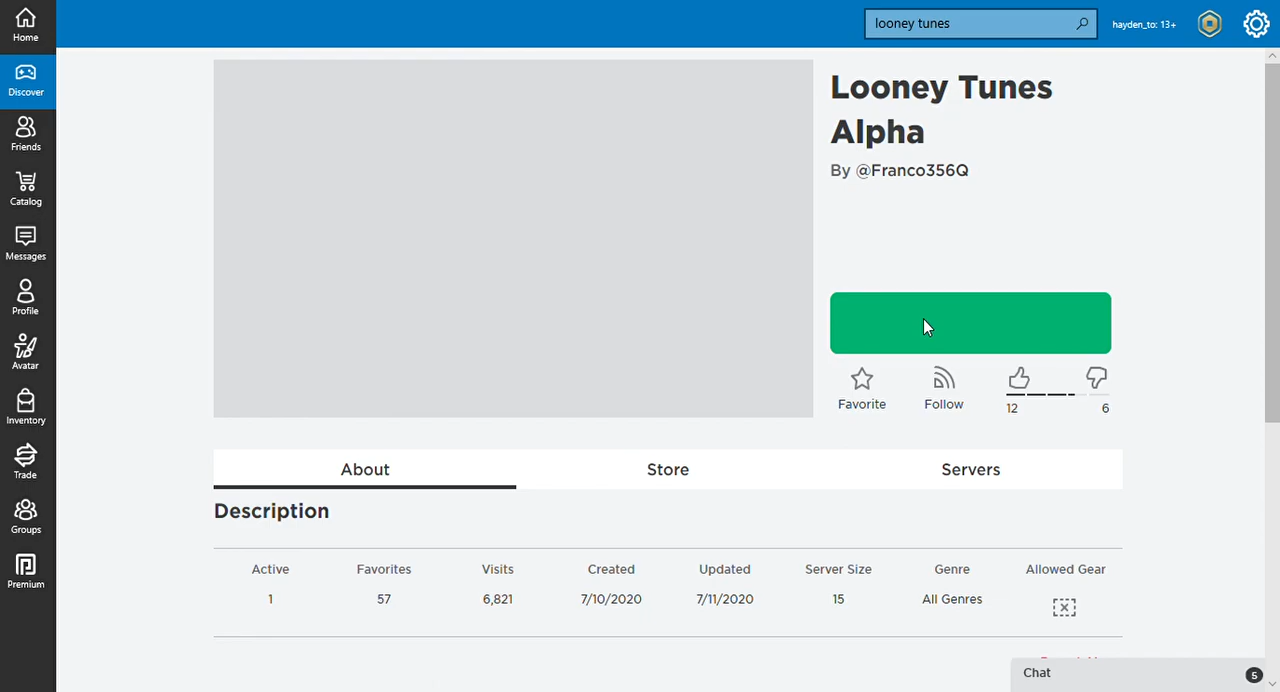 Home
looney tunes
hayden_to: 13+
Discover
Friends
Catalog
Messages
Profile
Avatar
Inventory
Trade
Groups
Premium
Looney Tunes
Alpha
By @Franco356Q
Favorite
Follow
12
6
About
Store
Servers
Description
Active
Favorites
Visits
Created
Updated
Server Size
Genre
Allowed Gear
1
57
6,821
7/10/2020
7/11/2020
15
All Genres
Chat
5